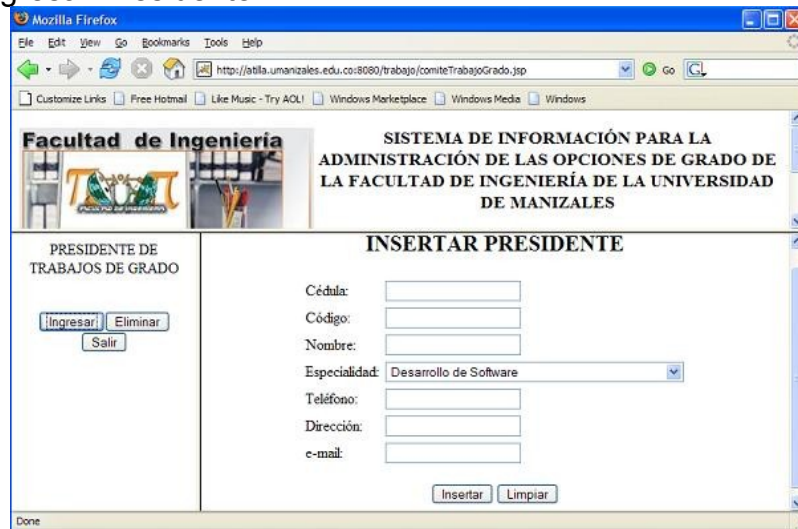 Mozilla Firefox
File Edit View Go Bookmarks Tools Help
http://atila.umanizales.edu.co:8080/trabajo/comiteTrabajoGrado.jsp Go
Customize Links Free Hotmail Like Music - Try AOL! Windows Marketplace Windows Media Windows
Facultad de Ingeniería
SISTEMA DE INFORMACIÓN PARA LA
ADMINISTRACIÓN DE LAS OPCIONES DE GRADO DE
LA FACULTAD DE INGENIERÍA DE LA UNIVERSIDAD
DE MANIZALES
PRESIDENTE DE
TRABAJOS DE GRADO
Ingresar Eliminar
Salir
INSERTAR PRESIDENTE
Cédula:
Código:
Nombre:
Especialidad: Desarrollo de Software
Teléfono:
Dirección:
e-mail:
Insertar Limpiar
Done